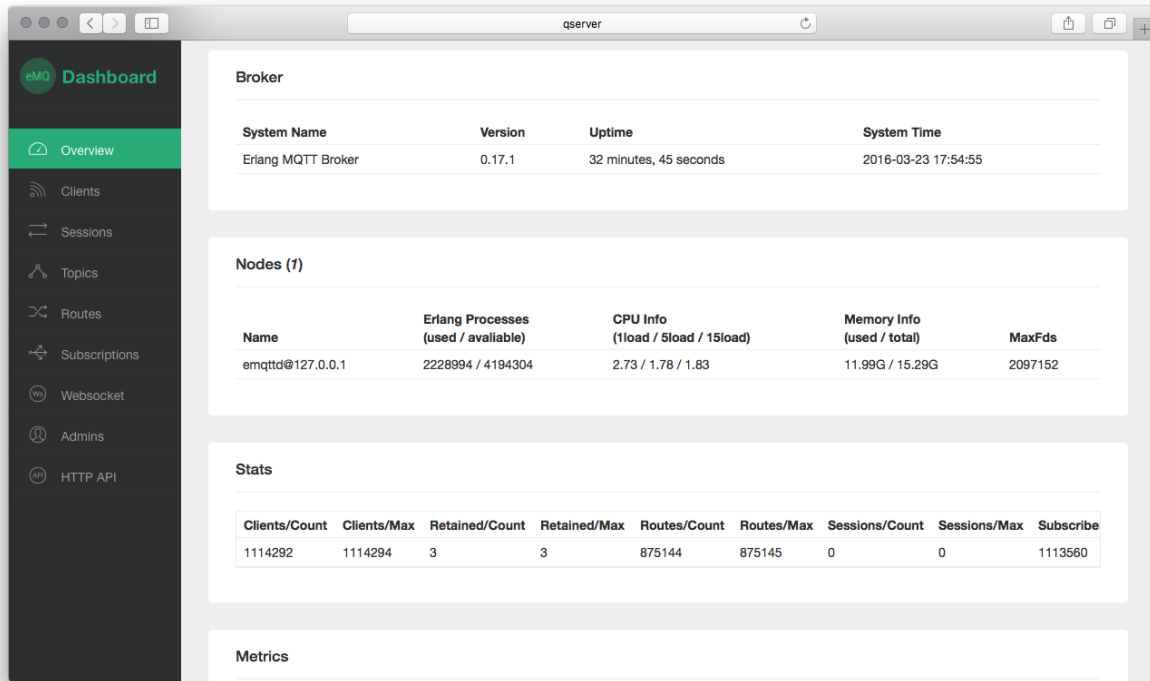 qserver
eMQ Dashboard
Overview
Clients
Sessions
Topics
Routes
Subscriptions
Ws Websocket
Admins
API HTTP API
Broker
System Name Version Uptime System Time
Erlang MQTT Broker 0.17.1 32 minutes, 45 seconds 2016-03-23 17:54:55
Nodes (1)
Erlang Processes CPU Info Memory Info
Name (used / avaliable) (1load / 5load / 15load) (used / total) MaxFds
emqttd@127.0.0.1 2228994 / 4194304 2.73 / 1.78 / 1.83 11.99G / 15.29G 2097152
Stats
Clients/Count Clients/Max Retained/Count Retained/Max Routes/Count Routes/Max Sessions/Count Sessions/Max Subscribe
1114292 1114294 3 3 875144 875145 0 0 1113560
Metrics